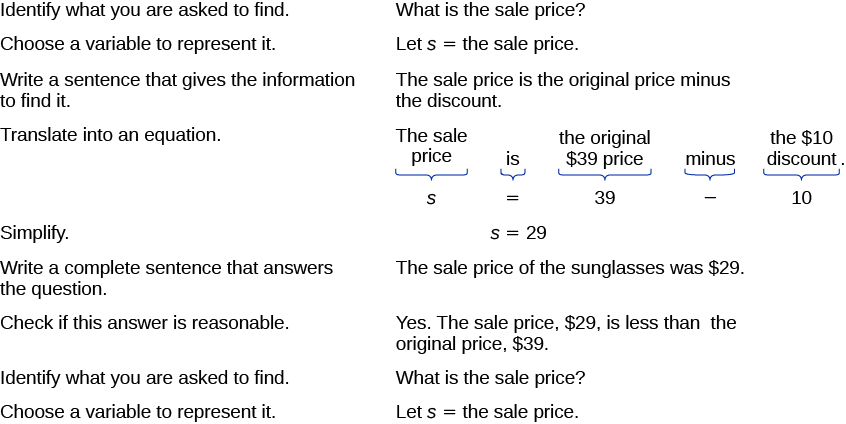 Identify what you are asked to find. What is the sale price?
Choose a variable to represent it. Let s = the sale price.
Write a sentence that gives the information The sale price is the original price minus
to find it. the discount.
Translate into an equation. The sale the original the $10
price is $39 price minus discount.
s = 39 − 10
Simplify. s = 29
Write a complete sentence that answers The sale price of the sunglasses was $29.
the question.
Check if this answer is reasonable. Yes. The sale price, $29, is less than the
original price, $39.
Identify what you are asked to find. What is the sale price?
Choose a variable to represent it. Let s = the sale price.